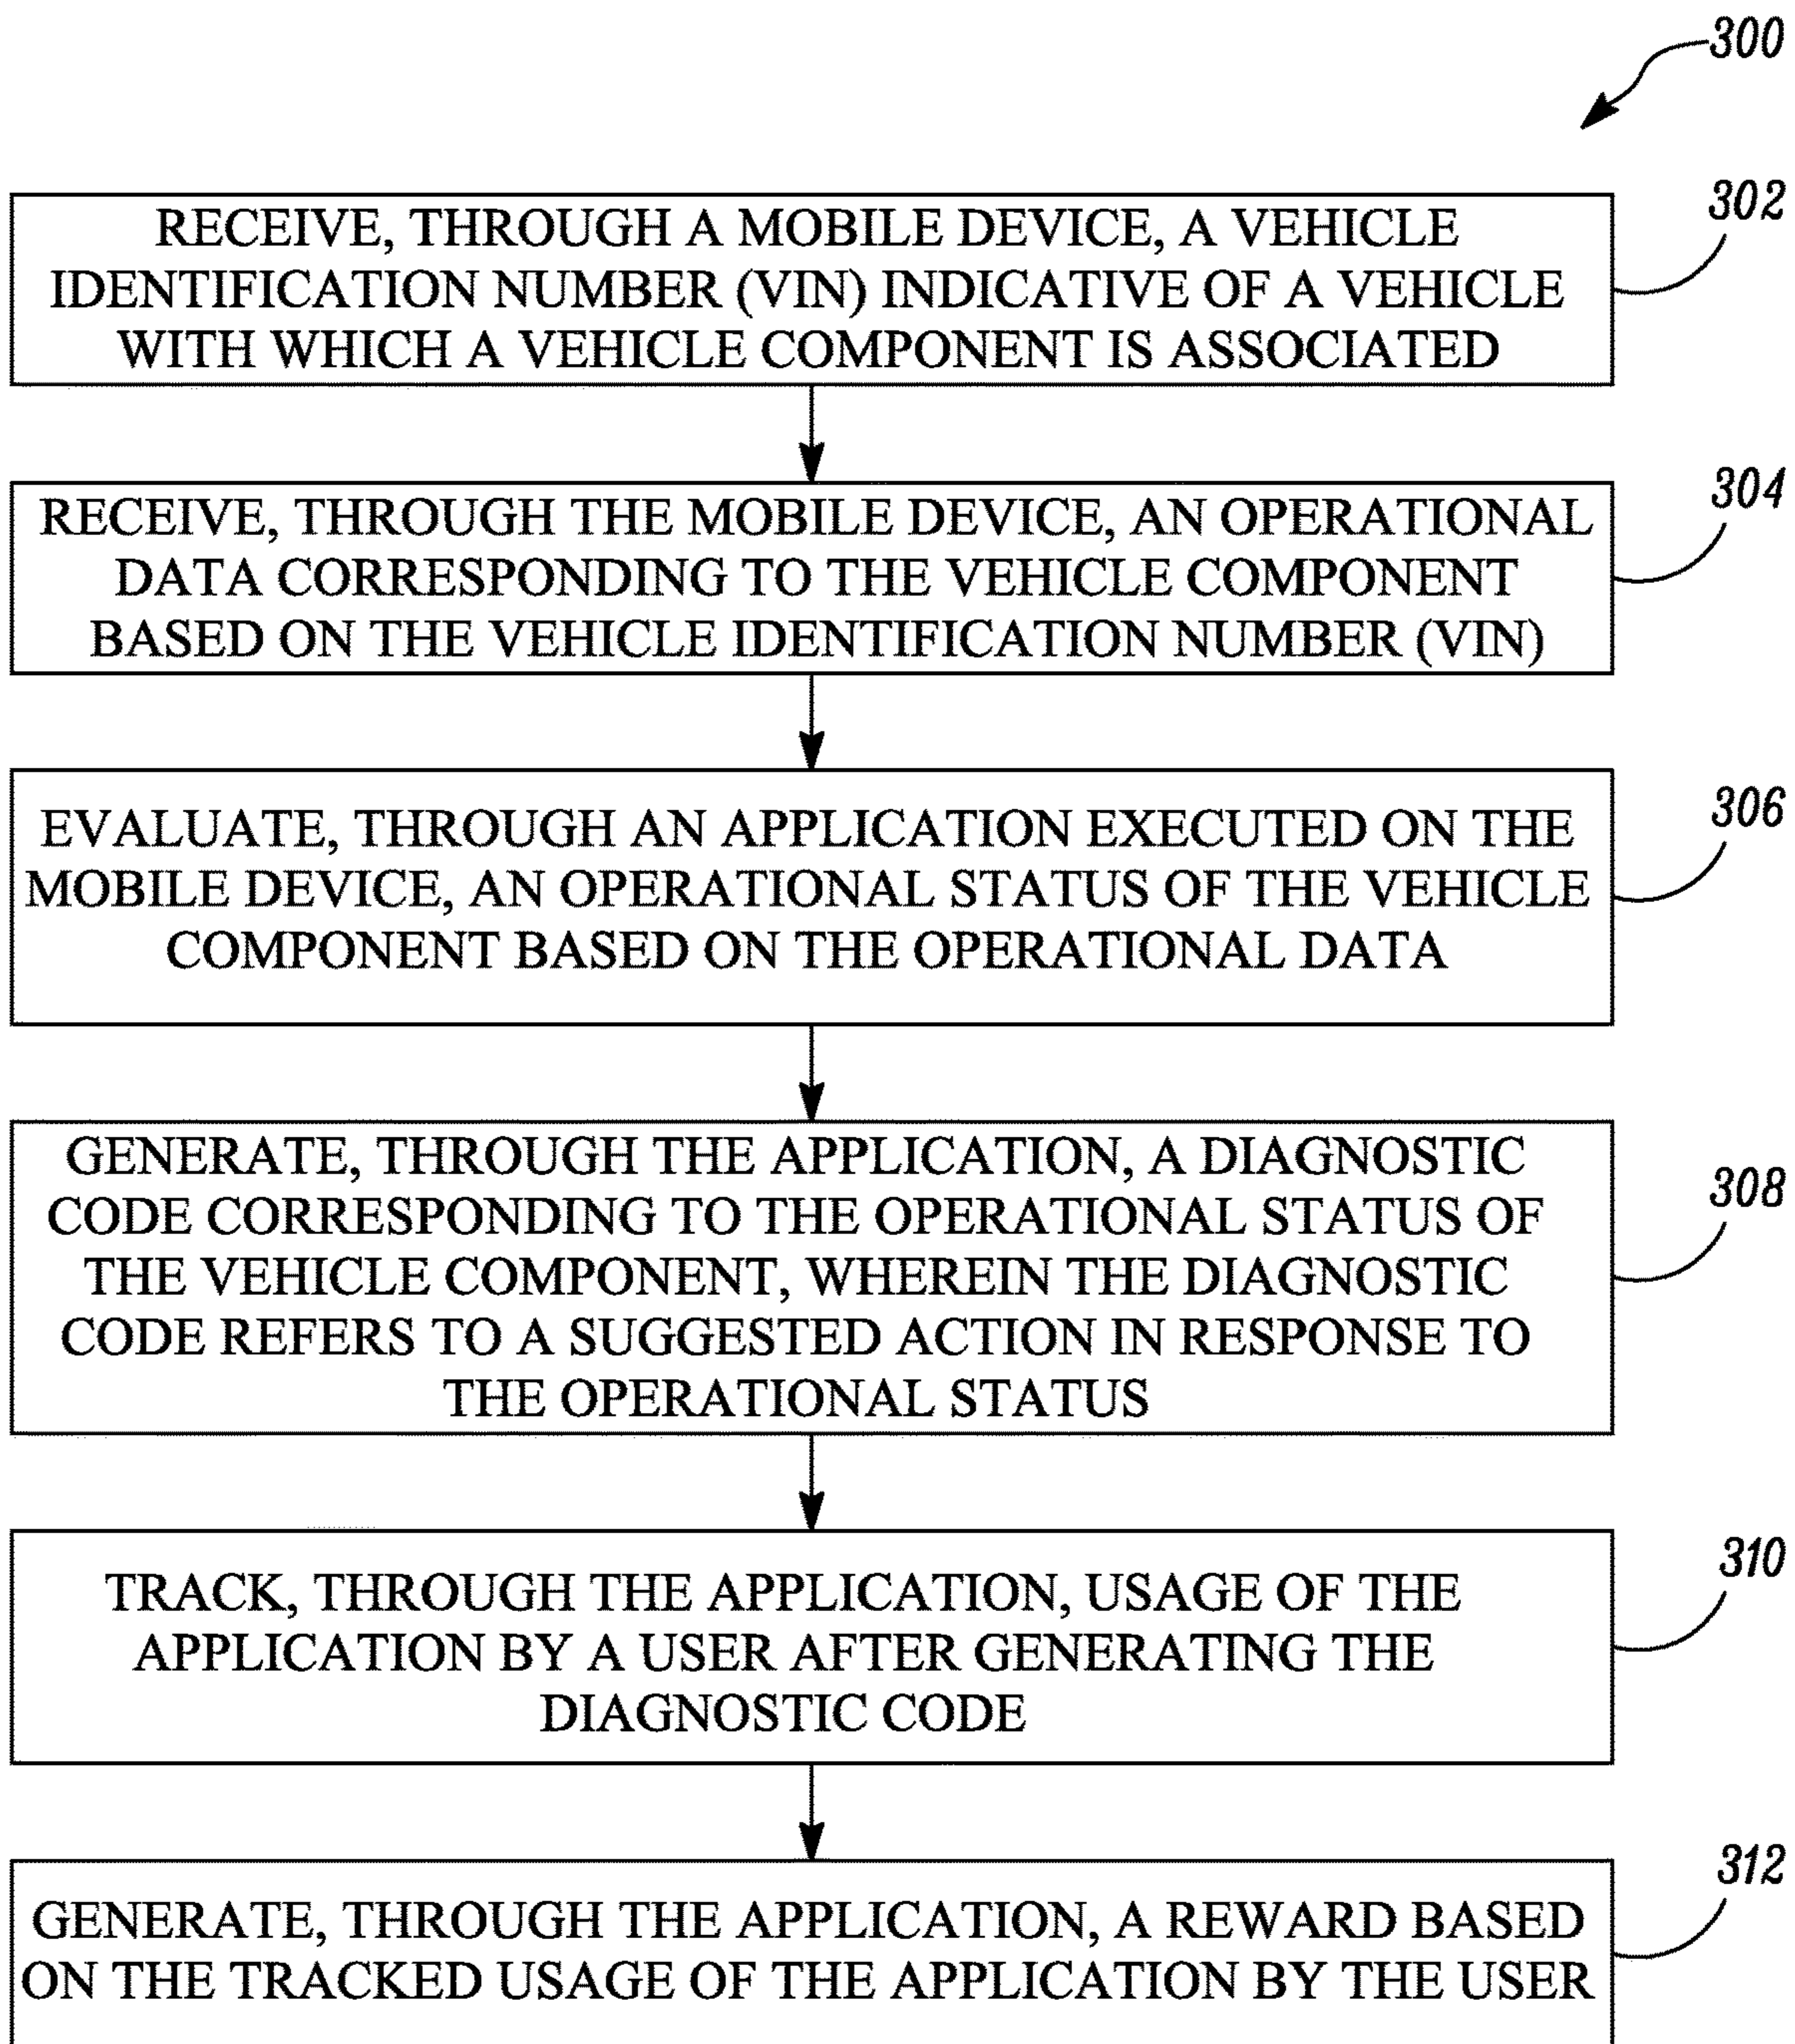 300
302
RECEIVE, THROUGH A MOBILE DEVICE, A VEHICLE
IDENTIFICATION NUMBER (VIN) INDICATIVE OF A VEHICLE
WITH WHICH A VEHICLE COMPONENT IS ASSOCIATED
304
RECEIVE, THROUGH THE MOBILE DEVICE, AN OPERATIONAL
DATA CORRESPONDING TO THE VEHICLE COMPONENT
BASED ON THE VEHICLE IDENTIFICATION NUMBER (VIN)
306
EVALUATE, THROUGH AN APPLICATION EXECUTED ON THE
MOBILE DEVICE, AN OPERATIONAL STATUS OF THE VEHICLE
COMPONENT BASED ON THE OPERATIONAL DATA
308
GENERATE, THROUGH THE APPLICATION, A DIAGNOSTIC
CODE CORRESPONDING TO THE OPERATIONAL STATUS OF
THE VEHICLE COMPONENT, WHEREIN THE DIAGNOSTIC
CODE REFERS TO A SUGGESTED ACTION IN RESPONSE TO
THE OPERATIONAL STATUS
310
TRACK, THROUGH THE APPLICATION, USAGE OF THE
APPLICATION BY A USER AFTER GENERATING THE
DIAGNOSTIC CODE
312
GENERATE, THROUGH THE APPLICATION, A REWARD BASED
ON THE TRACKED USAGE OF THE APPLICATION BY THE USER